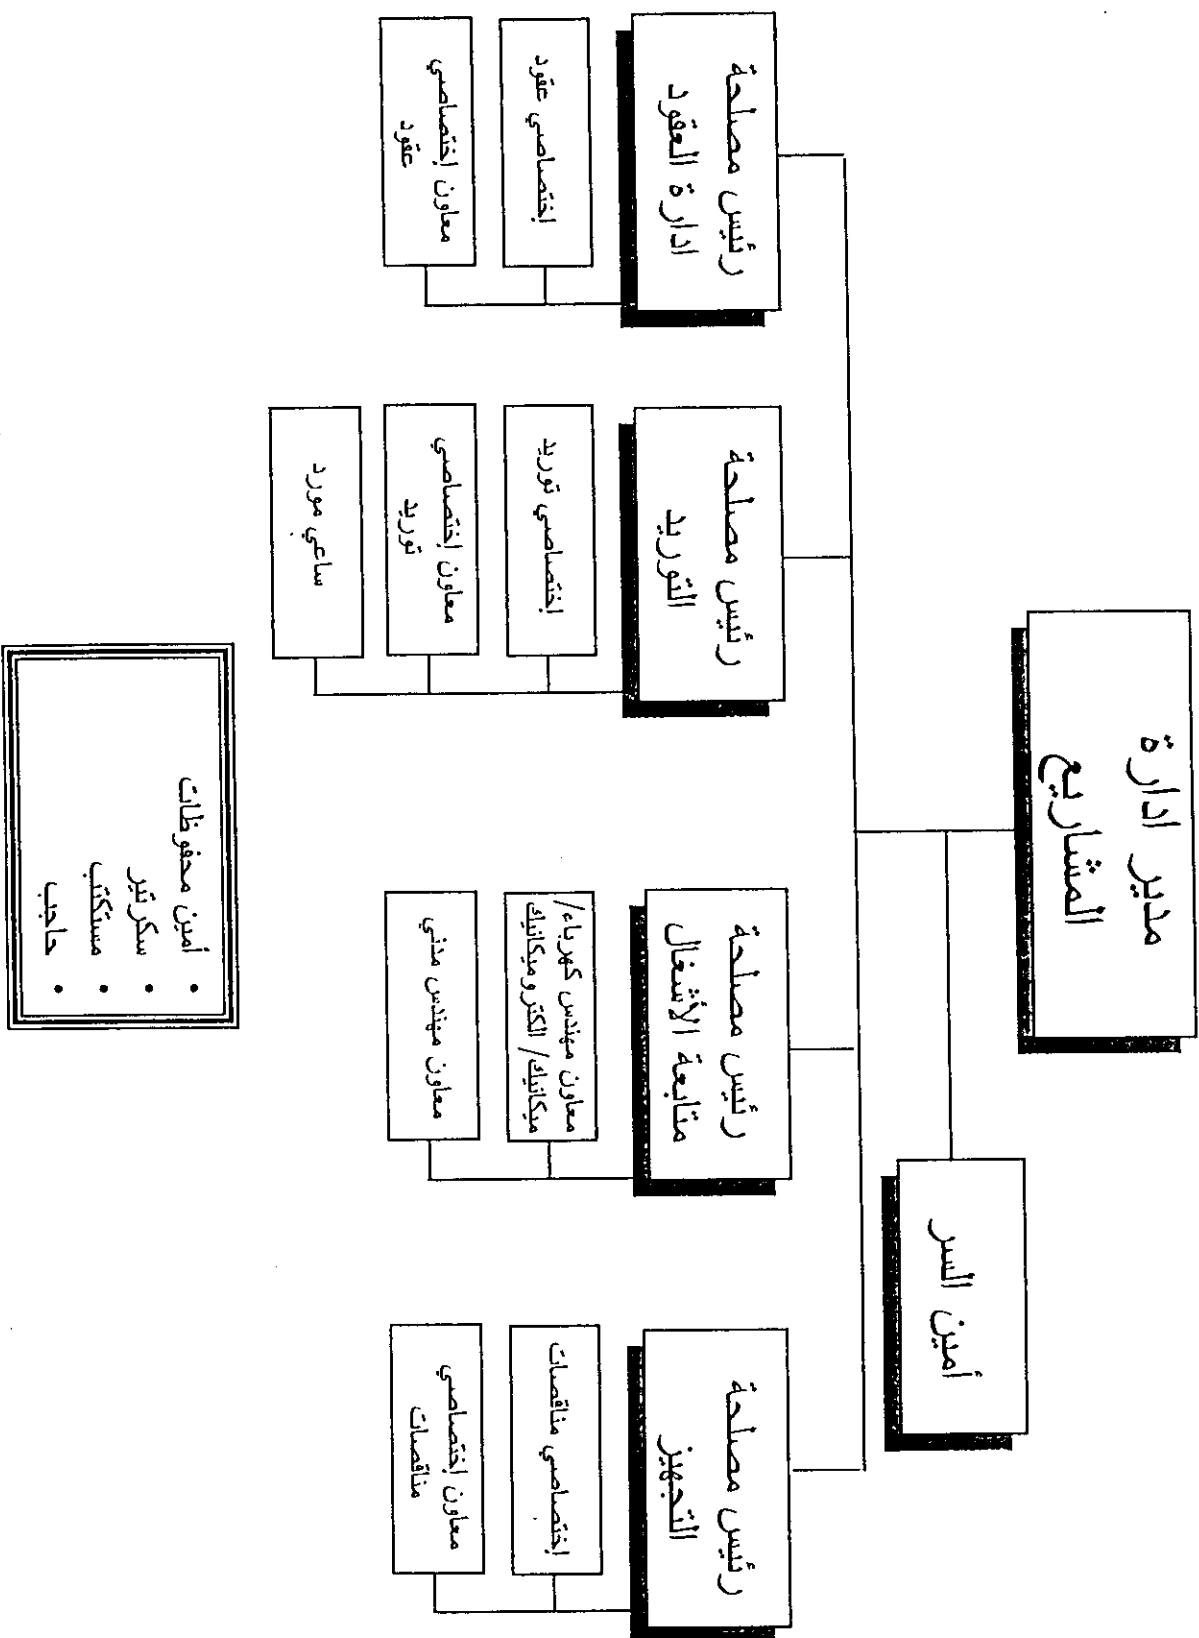 مدير ادارة
المشاريع
أمين السر
رئيس مصلحة
التجهيز
إختصاصي مناقصات
معاون إختصاصي
مناقصات
رئيس مصلحة
متابعة الأشغال
معاون مهندس كهرباء/
ميكانيك/ الكتروميكانيك
معاون مهندس مدني
رئيس مصلحة
التوريد
إختصاصي توريد
معاون إختصاصي
توريد
ساعي مورد
رئيس مصلحة
ادارة العقود
إختصاصي عقود
معاون إختصاصي
عقود
• أمين محفوظات
• سكرتير
• مستكتب
• حاجب